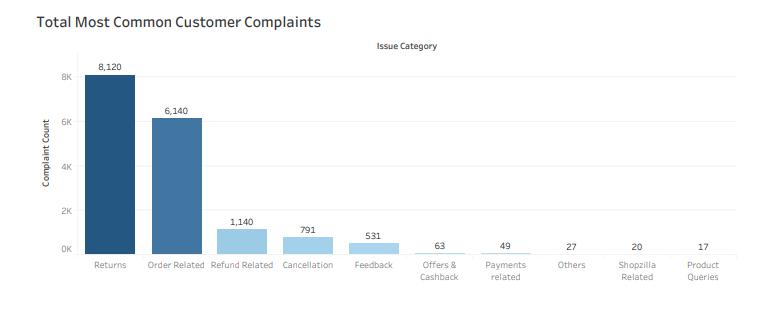 Total Most Common Customer Complaints
Issue Category
8,120
8K
6,140
6K
Complaint Count
4K
2K
1,140
791
531
63
49
27
20
17
0K
Returns
Order Related
Refund Related
Cancellation
Feedback
Offers &
Cashback
Payments
related
Others
Shopzilla
Related
Product
Queries